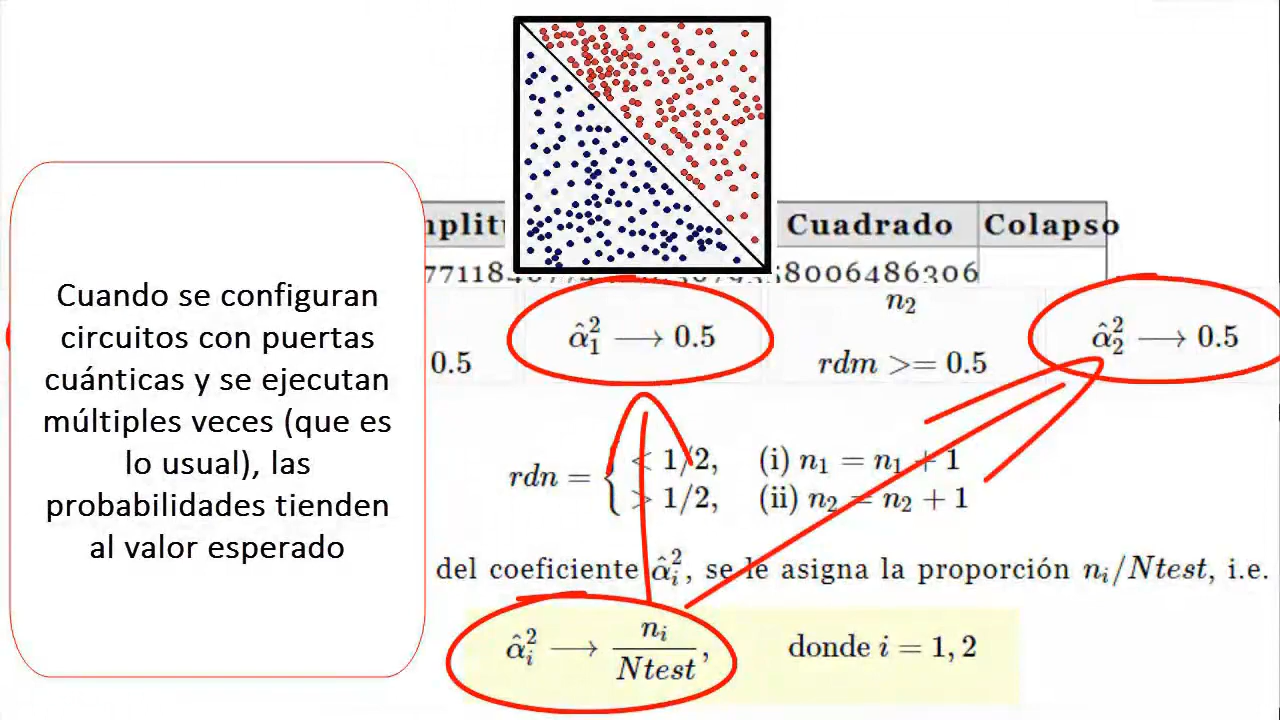 Cuando se configuran
circuitos con puertas
cuánticas y se ejecutan
múltiples veces (que es
lo usual), las
probabilidades tienden
al valor esperado
Cuadrado Colapso
n₂
α̂₁² ⟶ 0.5
α̂₂² ⟶ 0.5
0.5
rdm >= 0.5
rdn = { < 1/2, (i) n₁ = n₁ + 1
> 1/2, (ii) n₂ = n₂ + 1
del coeficiente α̂ᵢ², se le asigna la proporción nᵢ/Ntest, i.e.
α̂ᵢ² ⟶ nᵢ/Ntest, donde i = 1, 2